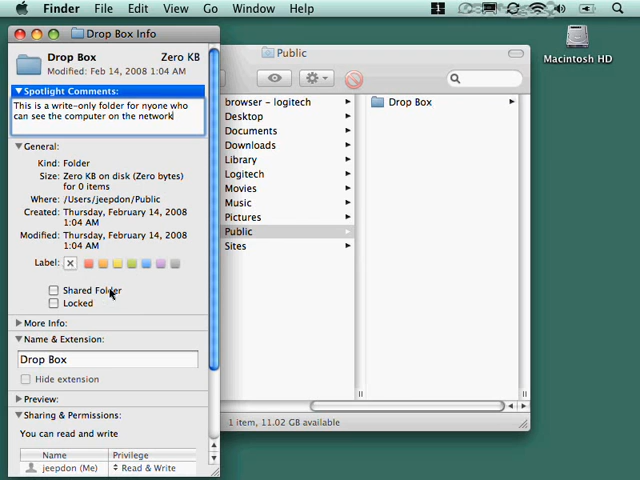 Finder File Edit View Go Window Help
Drop Box Info
Drop Box Zero KB
Modified: Feb 14, 2008 1:04 AM
Spotlight Comments:
This is a write-only folder for nyone who
can see the computer on the network
General:
Kind: Folder
Size: Zero KB on disk (Zero bytes)
for 0 items
Where: /Users/jeepdon/Public
Created: Thursday, February 14, 2008
1:04 AM
Modified: Thursday, February 14, 2008
1:04 AM
Label:
Shared Folder
Locked
More Info:
Name & Extension:
Drop Box
Hide extension
Preview:
Sharing & Permissions:
You can read and write
Name Privilege
jeepdon (Me) Read & Write
Public
browser - logitech
Desktop
Documents
Downloads
Library
Logitech
Movies
Music
Pictures
Public
Sites
Drop Box
1 item, 11.02 GB available
Macintosh HD